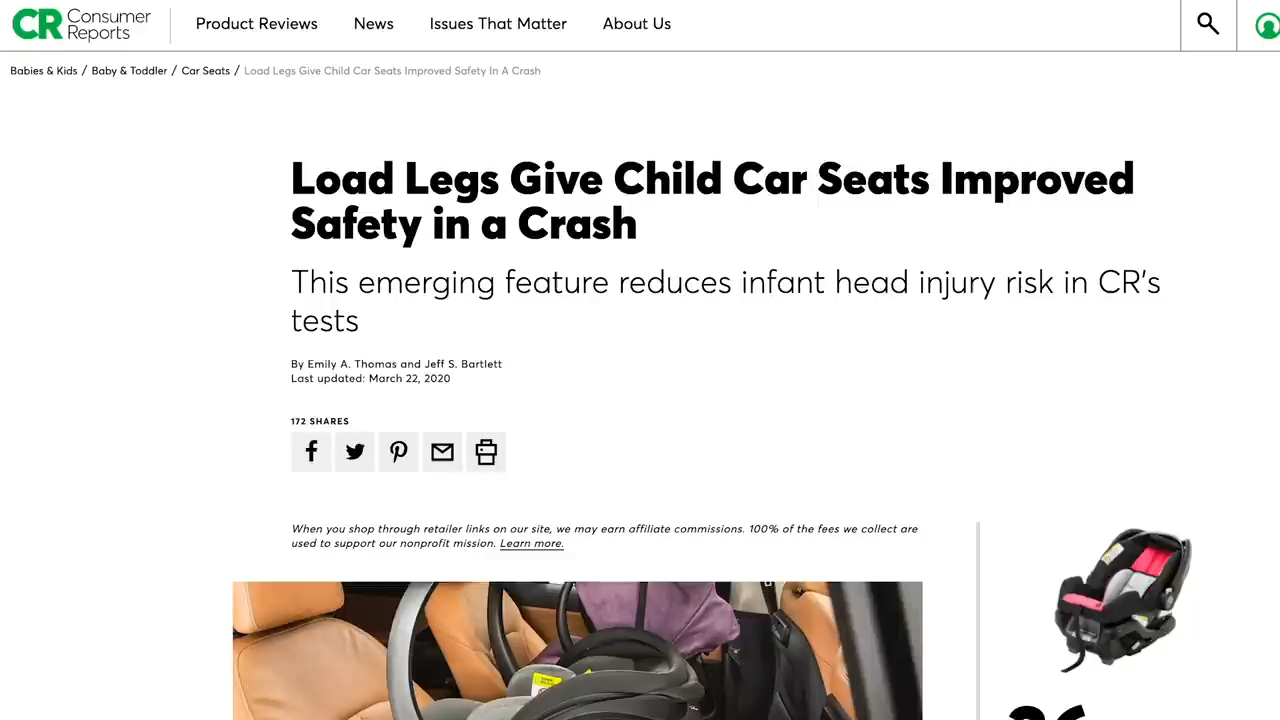 CR Consumer Reports
Product Reviews
News
Issues That Matter
About Us
Babies & Kids / Baby & Toddler / Car Seats / Load Legs Give Child Car Seats Improved Safety In A Crash
Load Legs Give Child Car Seats Improved
Safety in a Crash
This emerging feature reduces infant head injury risk in CR's
tests
By Emily A. Thomas and Jeff S. Bartlett
Last updated: March 22, 2020
172 SHARES
When you shop through retailer links on our site, we may earn affiliate commissions. 100% of the fees we collect are
used to support our nonprofit mission. Learn more.